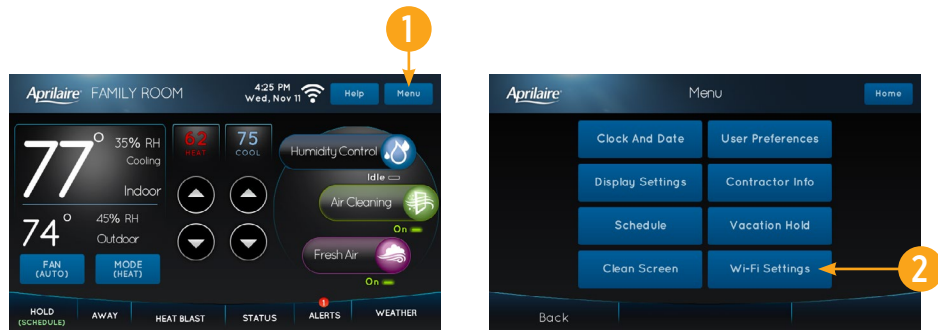 1
Aprilaire FAMILY ROOM
4:25 PM
Wed, Nov 11
Help
Menu
77°
35% RH
Cooling
Indoor
74°
45% RH
Outdoor
FAN
(AUTO)
MODE
(HEAT)
62
HEAT
75
COOL
Humidity Control
Idle
Air Cleaning
On
Fresh Air
On
HOLD
(SCHEDULE)
AWAY
HEAT BLAST
STATUS
1
ALERTS
WEATHER
Aprilaire
Menu
Home
Clock And Date
User Preferences
Display Settings
Contractor Info
Schedule
Vacation Hold
Clean Screen
Wi-Fi Settings
2
Back